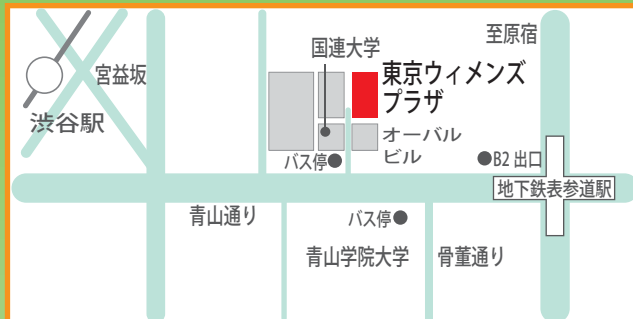 至原宿
国連大学
宮益坂
東京ウィメンズ
プラザ
渋谷駅
オーバル
ビル
バス停
B2 出口
地下鉄表参道駅
青山通り
バス停
青山学院大学
骨董通り